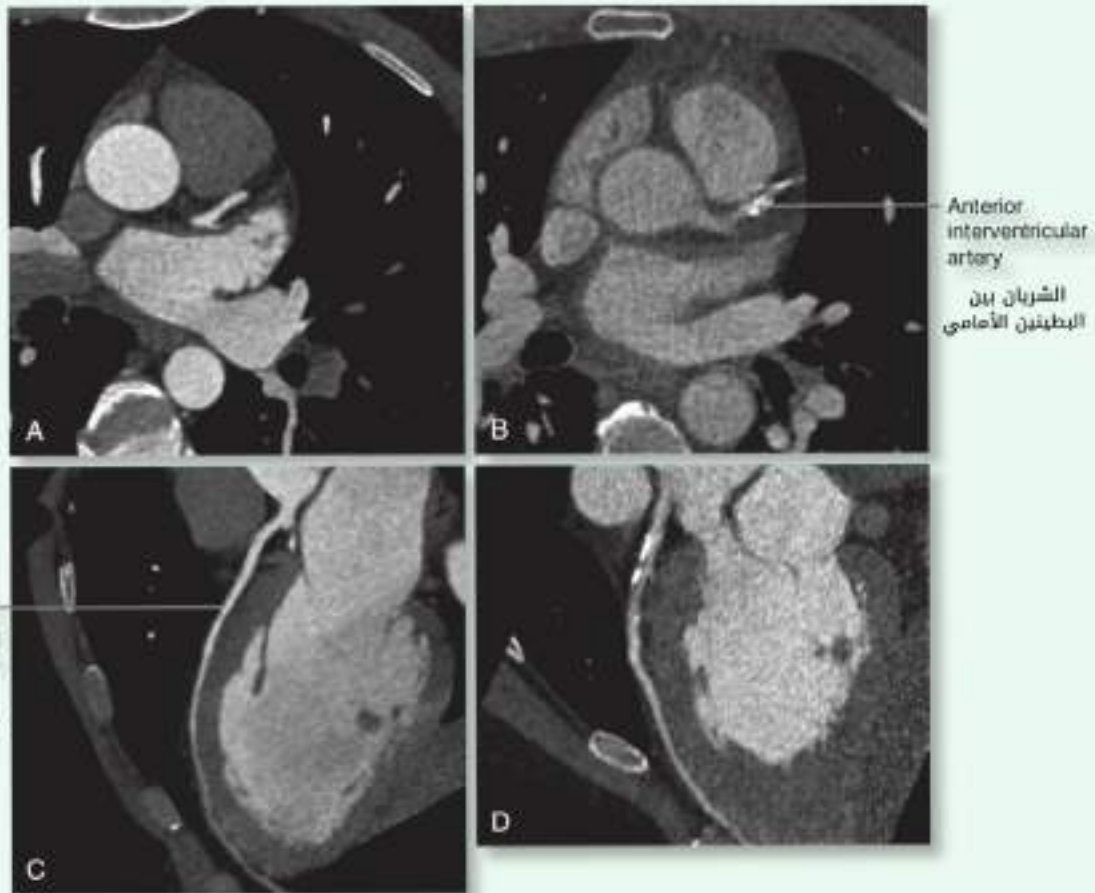 A
B
Anterior
interventricular
artery
الشريان بين
البطينين الأمامي
C
D